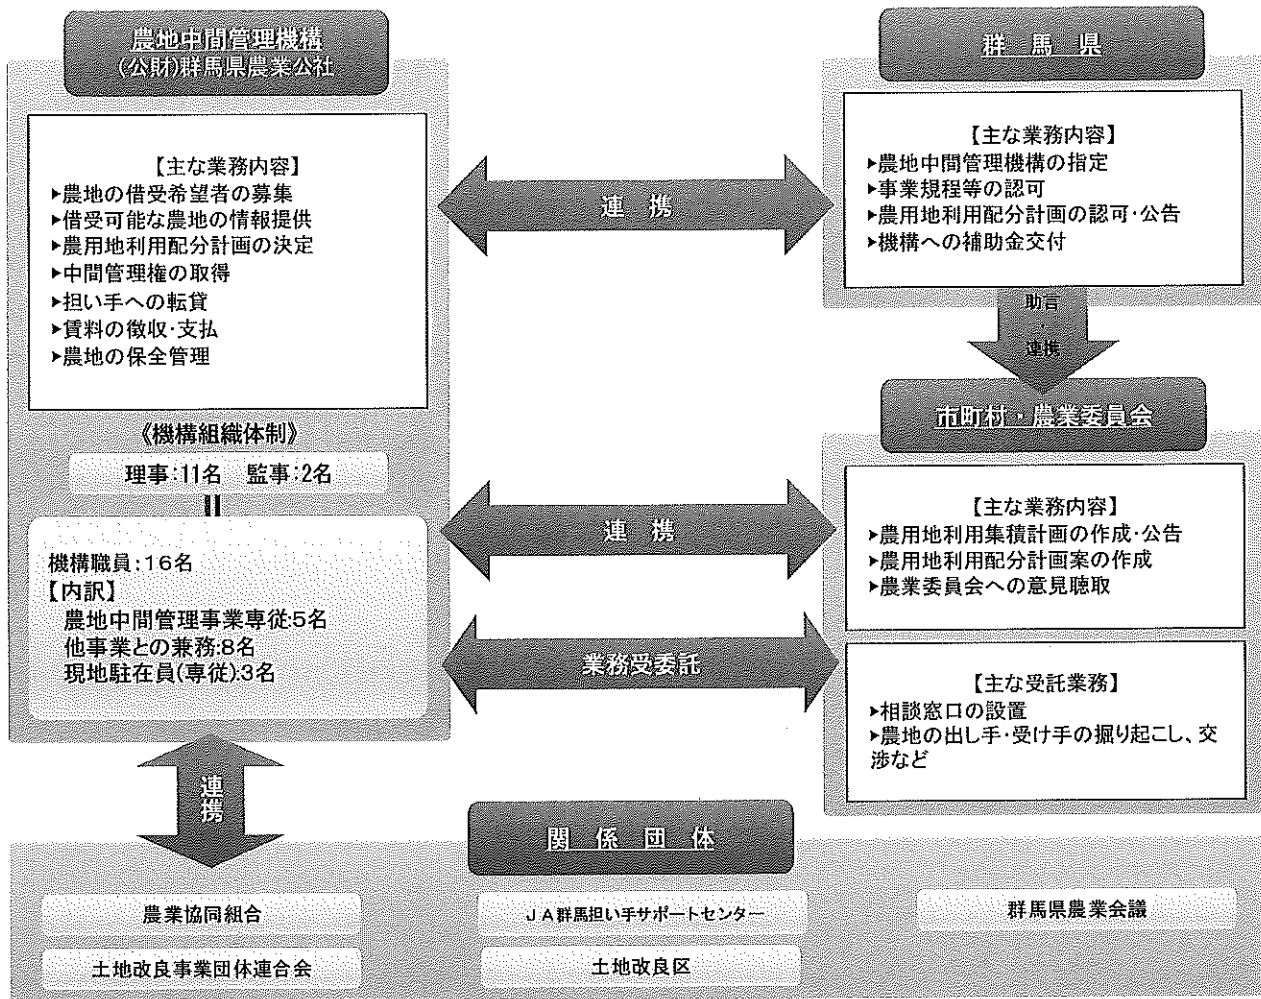 農地中間管理機構
(公財)群馬県農業公社
【主な業務内容】
▶農地の借受希望者の募集
▶借受可能な農地の情報提供
▶農用地利用配分計画の決定
▶中間管理権の取得
▶担い手への転貸
▶賃料の徴収･支払
▶農地の保全管理
《機構組織体制》
理事:11名　監事:2名
機構職員:16名
【内訳】
農地中間管理事業専従:5名
他事業との兼務:8名
現地駐在員(専従):3名
連　携
連　携
業務受委託
連携
群　馬　県
【主な業務内容】
▶農地中間管理機構の指定
▶事業規程等の認可
▶農用地利用配分計画の認可･公告
▶機構への補助金交付
助言
・
連携
市町村・農業委員会
【主な業務内容】
▶農用地利用集積計画の作成･公告
▶農用地利用配分計画案の作成
▶農業委員会への意見聴取
【主な受託業務】
▶相談窓口の設置
▶農地の出し手･受け手の掘り起こし、交
渉など
関　係　団　体
農業協同組合
ＪＡ群馬担い手サポートセンター
群馬県農業会議
土地改良事業団体連合会
土地改良区